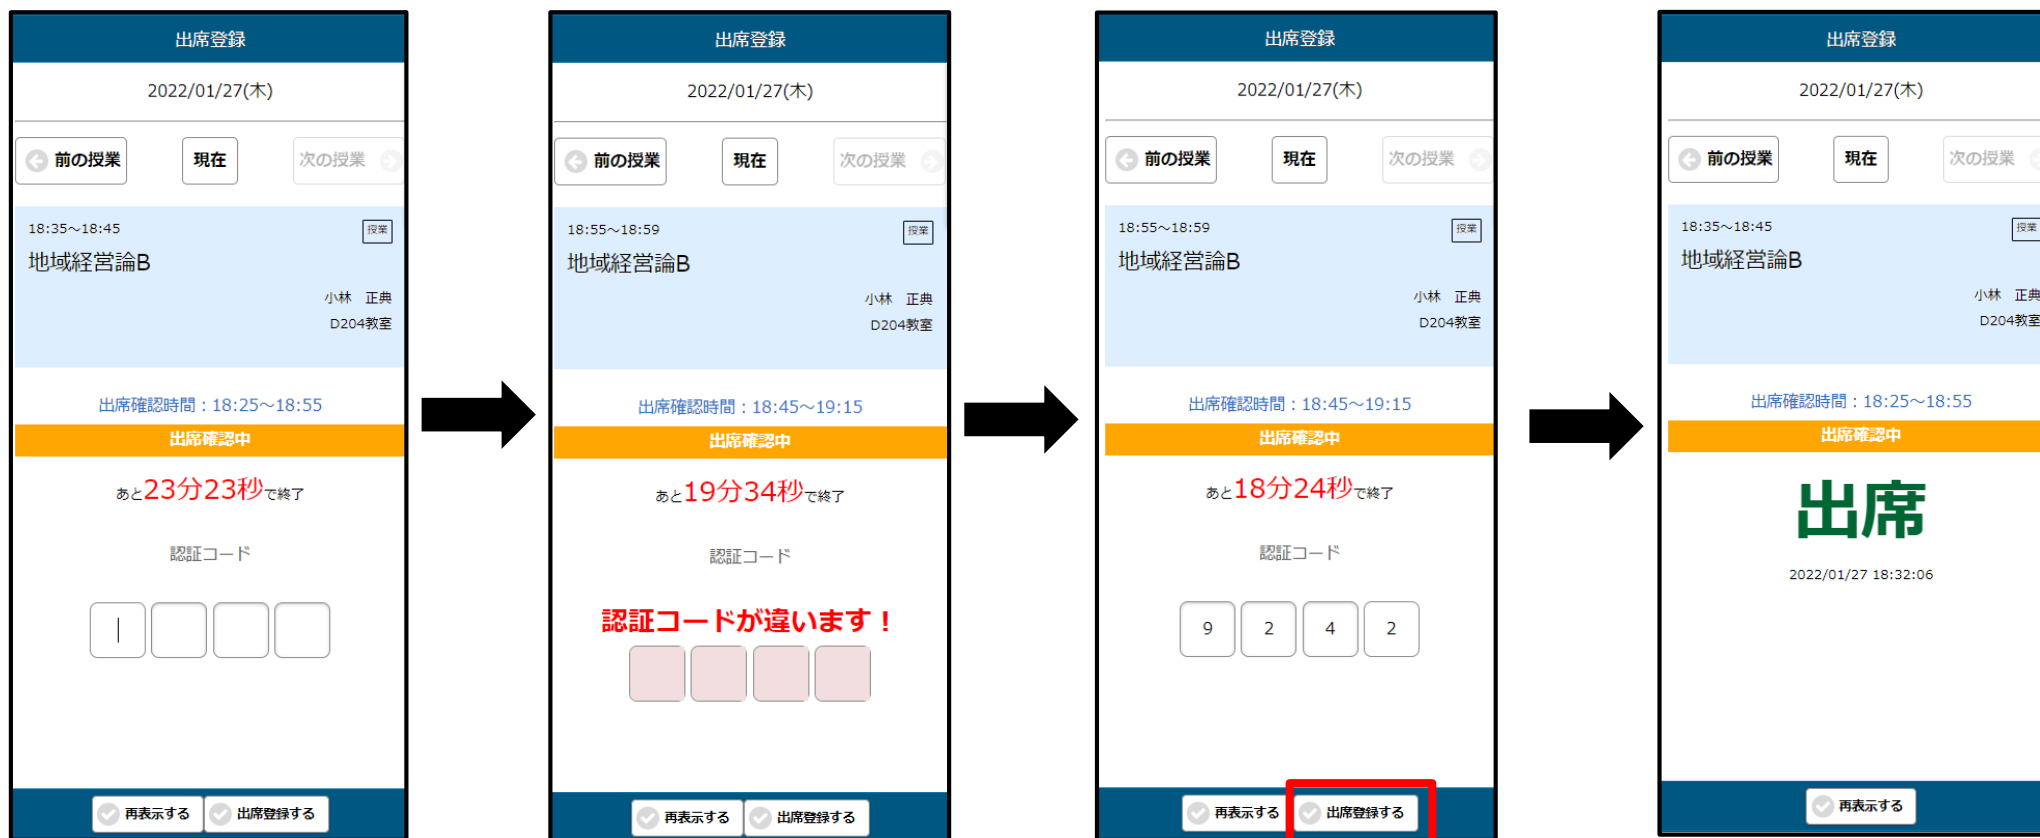 出席登録
2022/01/27(木)
前の授業 現在 次の授業
18:35～18:45 授業
地域経営論B
小林　正典
D204教室
出席確認時間：18:25～18:55
出席確認中
あと23分23秒で終了
認証コード
再表示する 出席登録する
出席登録
2022/01/27(木)
前の授業 現在 次の授業
18:55～18:59 授業
地域経営論B
小林　正典
D204教室
出席確認時間：18:45～19:15
出席確認中
あと19分34秒で終了
認証コード
認証コードが違います！
再表示する 出席登録する
出席登録
2022/01/27(木)
前の授業 現在 次の授業
18:55～18:59 授業
地域経営論B
小林　正典
D204教室
出席確認時間：18:45～19:15
出席確認中
あと18分24秒で終了
認証コード
9 2 4 2
再表示する 出席登録する
出席登録
2022/01/27(木)
前の授業 現在 次の授業
18:35～18:45 授業
地域経営論B
小林　正典
D204教室
出席確認時間：18:25～18:55
出席確認中
出席
2022/01/27 18:32:06
再表示する